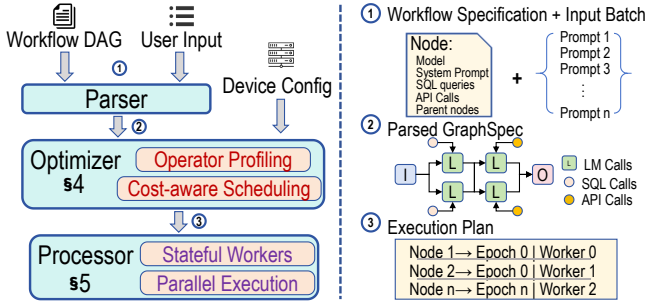 Workflow DAG
User Input
Device Config
①
Parser
②
Optimizer
§4
Operator Profiling
Cost-aware Scheduling
③
Processor
§5
Stateful Workers
Parallel Execution
① Workflow Specification + Input Batch
Node:
Model
System Prompt
SQL queries
API Calls
Parent nodes
+
Prompt 1
Prompt 2
Prompt 3
⋮
Prompt n
② Parsed GraphSpec
I
L
L
L
L
O
L LM Calls
SQL Calls
API Calls
③ Execution Plan
Node 1→ Epoch 0 | Worker 0
Node 2→ Epoch 0 | Worker 1
Node n→ Epoch n | Worker 2